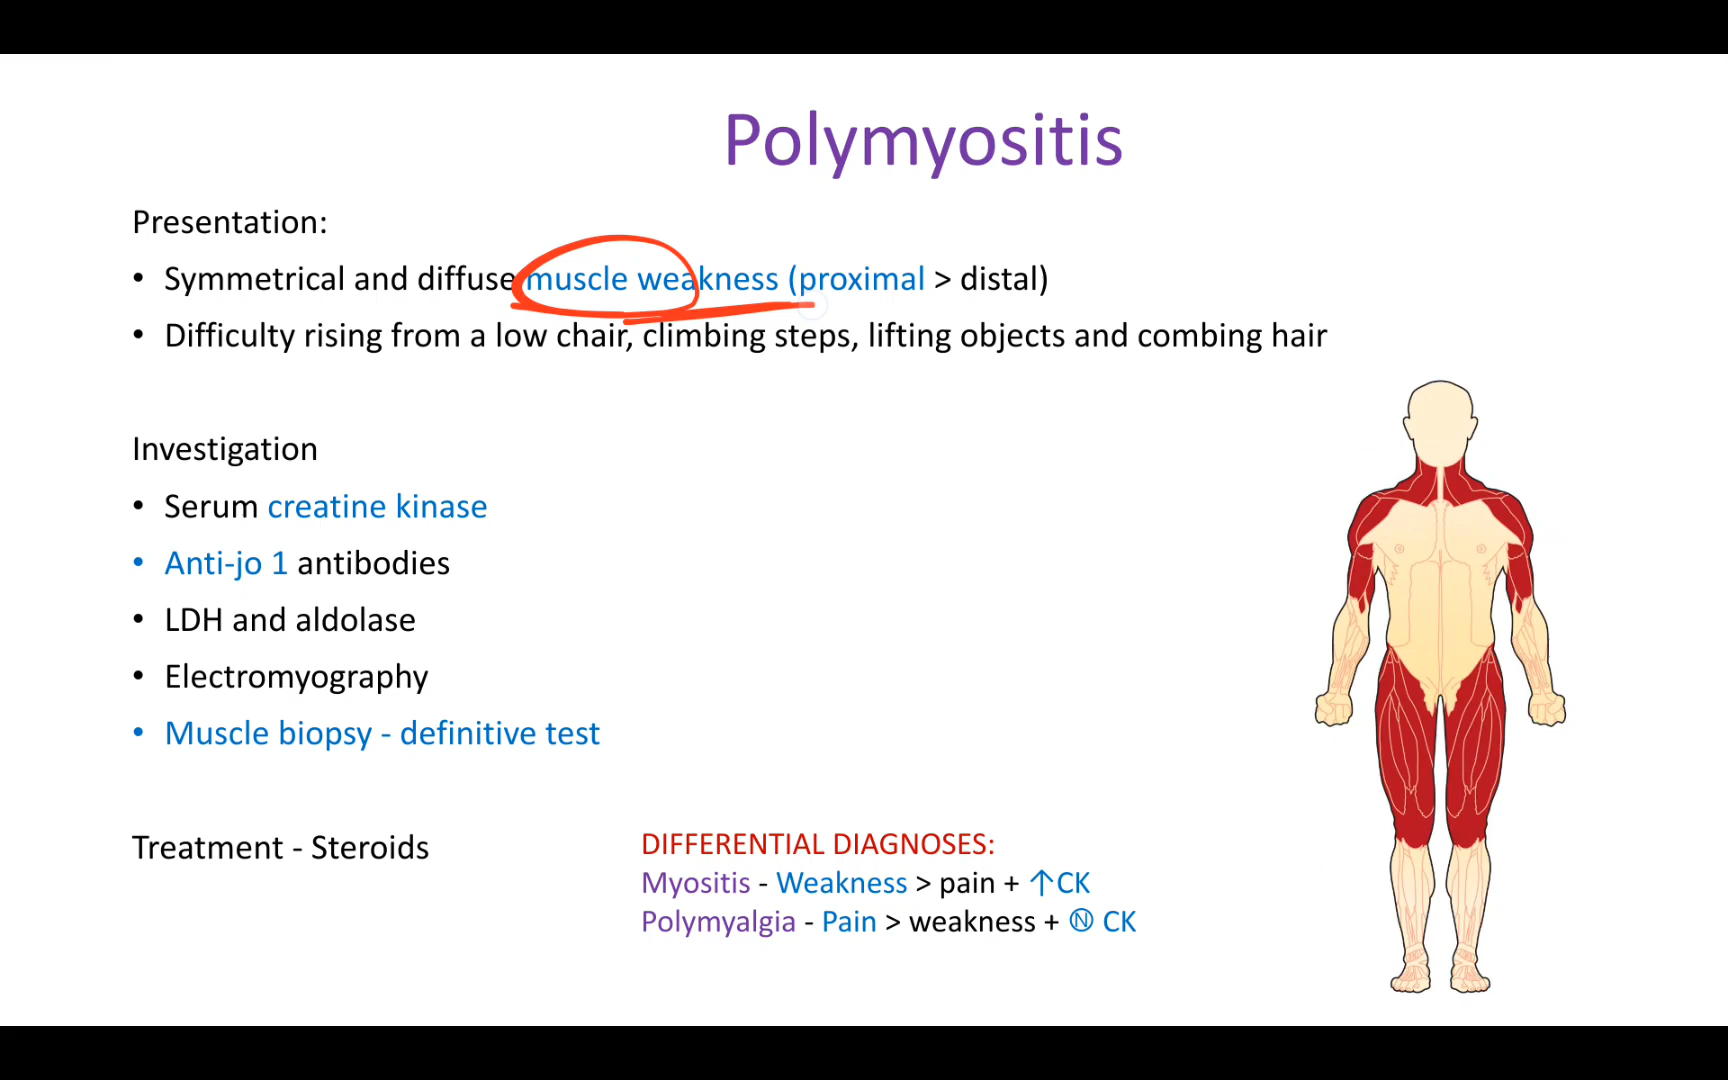 Polymyositis
Presentation:
• Symmetrical and diffuse muscle weakness (proximal > distal)
• Difficulty rising from a low chair, climbing steps, lifting objects and combing hair
Investigation
• Serum creatine kinase
• Anti-jo 1 antibodies
• LDH and aldolase
• Electromyography
• Muscle biopsy - definitive test
Treatment - Steroids
DIFFERENTIAL DIAGNOSES:
Myositis - Weakness > pain + ↑CK
Polymyalgia - Pain > weakness + Ⓝ CK